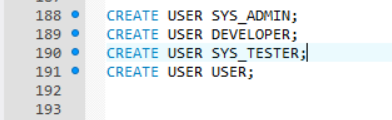 188 CREATE USER SYS_ADMIN;
189 CREATE USER DEVELOPER;
190 CREATE USER SYS_TESTER;
191 CREATE USER USER;
192
193